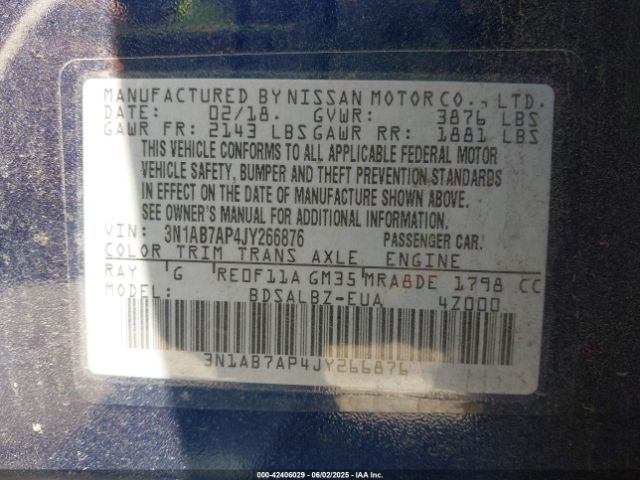 MANUFACTURED BY NISSAN MOTOR CO., LTD.
DATE: 02/18. GVWR: 3876 LBS
GAWR FR: 2143 LBS GAWR RR: 1881 LBS
THIS VEHICLE CONFORMS TO ALL APPLICABLE FEDERAL MOTOR
VEHICLE SAFETY, BUMPER AND THEFT PREVENTION STANDARDS
IN EFFECT ON THE DATE OF MANUFACTURE SHOWN ABOVE.
SEE OWNER'S MANUAL FOR ADDITIONAL INFORMATION.
VIN: 3N1AB7AP4JY266876 PASSENGER CAR.
COLOR TRIM TRANS AXLE ENGINE
RAY G RE0F11A GM35 MRA8DE 1798 CC
MODEL: BDSALBZ-EUA 4Z000
3N1AB7AP4JY266876
000-42406029 - 06/02/2025 - IAAI.COM